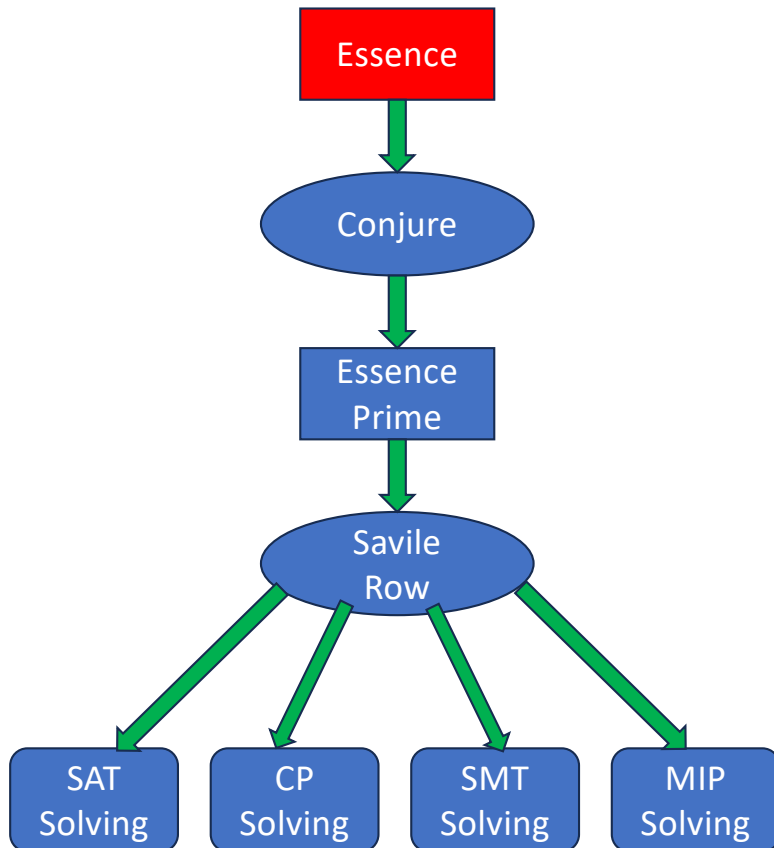 Essence
Conjure
Essence
Prime
Savile
Row
SAT
Solving
CP
Solving
SMT
Solving
MIP
Solving